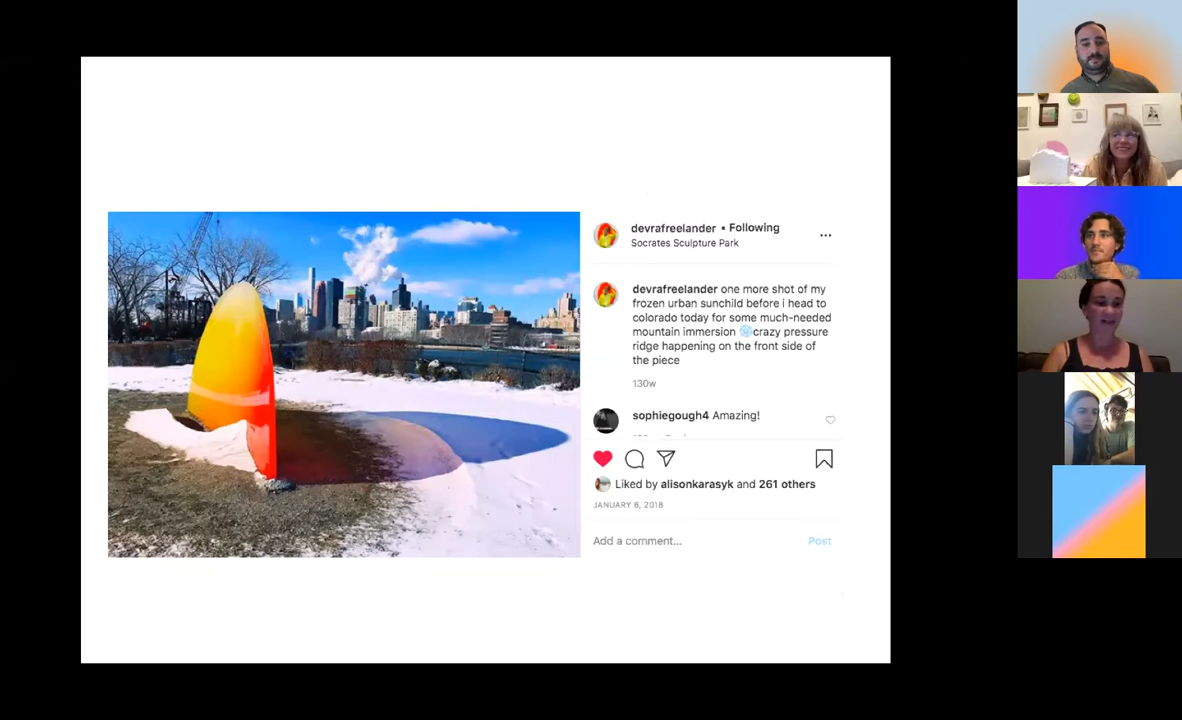 devrafreelander • Following
Socrates Sculpture Park
devrafreelander one more shot of my
frozen urban sunchild before i head to
colorado today for some much-needed
mountain immersion ❄️crazy pressure
ridge happening on the front side of
the piece
130w
sophiegough4 Amazing!
Liked by alisonkarasyk and 261 others
JANUARY 6, 2018
Add a comment...
Post